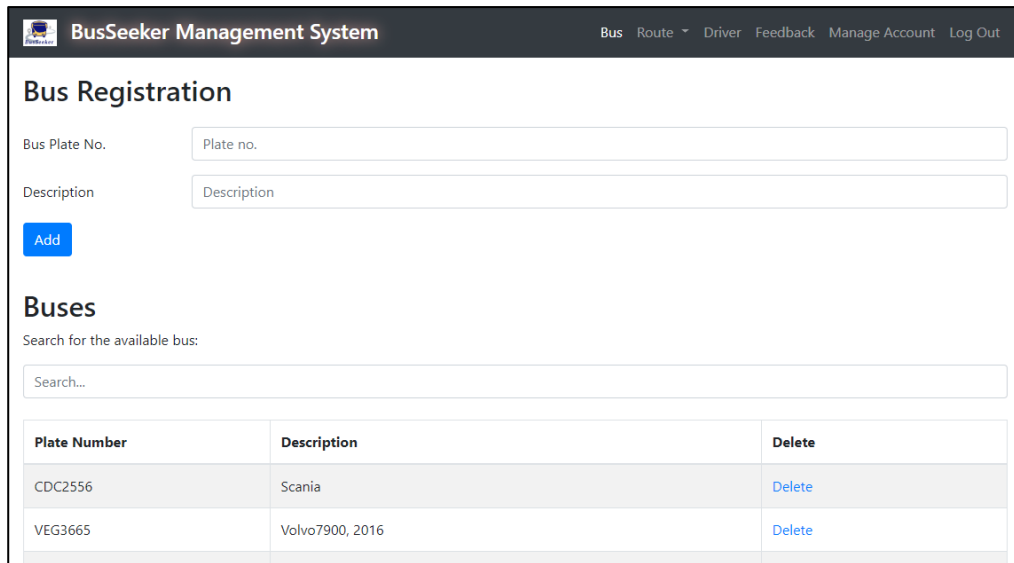 BusSeeker
BusSeeker Management System Bus Route Driver Feedback Manage Account Log Out
Bus Registration
Bus Plate No. Plate no.
Description Description
Add
Buses
Search for the available bus:
Search...
Plate Number Description Delete
CDC2556 Scania Delete
VEG3665 Volvo7900, 2016 Delete